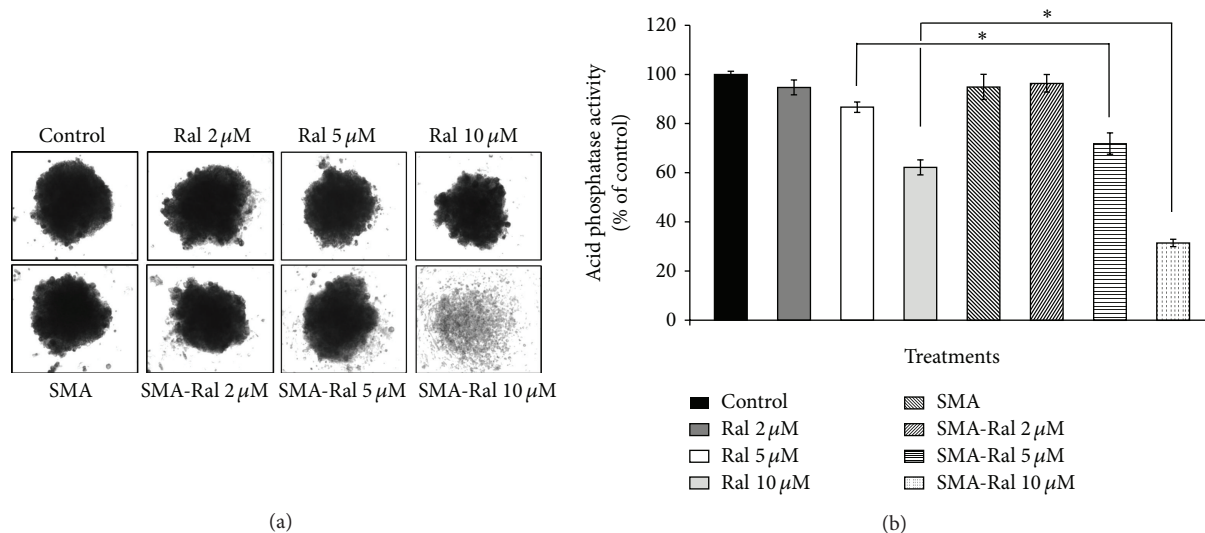 Control Ral 2 μM Ral 5 μM Ral 10 μM
SMA SMA-Ral 2 μM SMA-Ral 5 μM SMA-Ral 10 μM
(a)
Acid phosphatase activity
(% of control)
120
100
80
60
40
20
0
*
*
Treatments
Control
Ral 2 μM
Ral 5 μM
Ral 10 μM
SMA
SMA-Ral 2 μM
SMA-Ral 5 μM
SMA-Ral 10 μM
(b)